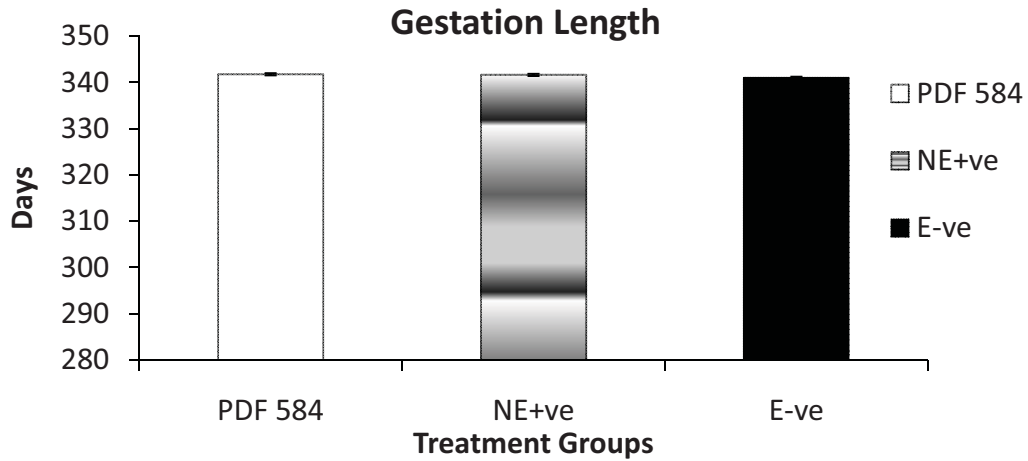 Gestation Length
350
340
330
320
310
300
290
280
Days
PDF 584
NE+ve
E-ve
Treatment Groups
PDF 584
NE+ve
E-ve